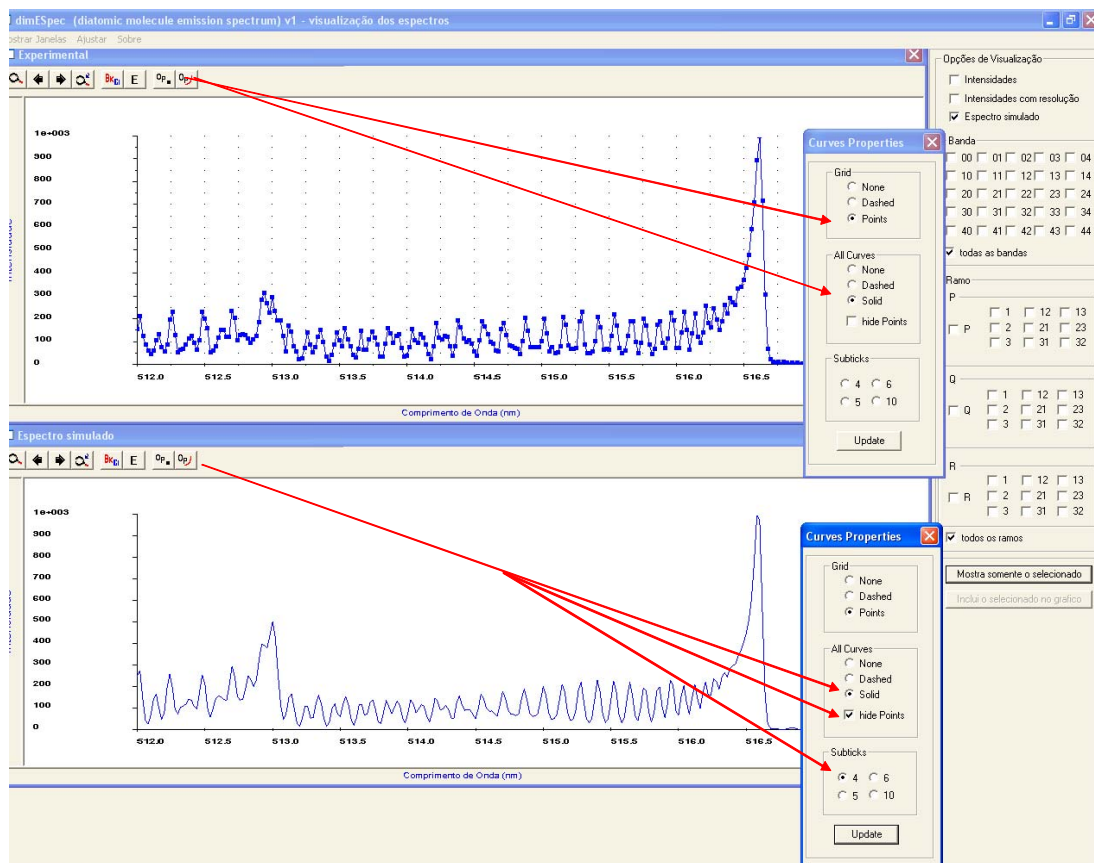 dimESpec (diatomic molecule emission spectrum) v1 - visualização dos espectros
ostrar Janelas Ajustar Sobre
Experimental
BKG E OP OP
1e+003
900
800
700
600
500
400
300
200
100
0
512.0 512.5 513.0 513.5 514.0 514.5 515.0 515.5 516.0 516.5
Comprimento de Onda (nm)
Curves Properties
Grid
None
Dashed
Points
All Curves
None
Dashed
Solid
hide Points
Subticks
4 6
5 10
Update
Espectro simulado
E OP OP
1e+003
900
800
700
600
500
400
300
200
100
0
512.0 512.5 513.0 513.5 514.0 514.5 515.0 515.5 516.0 516.5
Comprimento de Onda (nm)
Curves Properties
Grid
None
Dashed
Points
All Curves
None
Dashed
Solid
hide Points
Subticks
4 6
5 10
Update
Opções de Visualização
Intensidades
Intensidades com resolução
Espectro simulado
Banda
00 01 02 03 04
10 11 12 13 14
20 21 22 23 24
30 31 32 33 34
40 41 42 43 44
todas as bandas
Ramo
P
1 12 13
P 2 21 23
3 31 32
Q
1 12 13
Q 2 21 23
3 31 32
R
1 12 13
R 2 21 23
3 31 32
todos os ramos
Mostra somente o selecionado
Inclui o selecionado no grafico